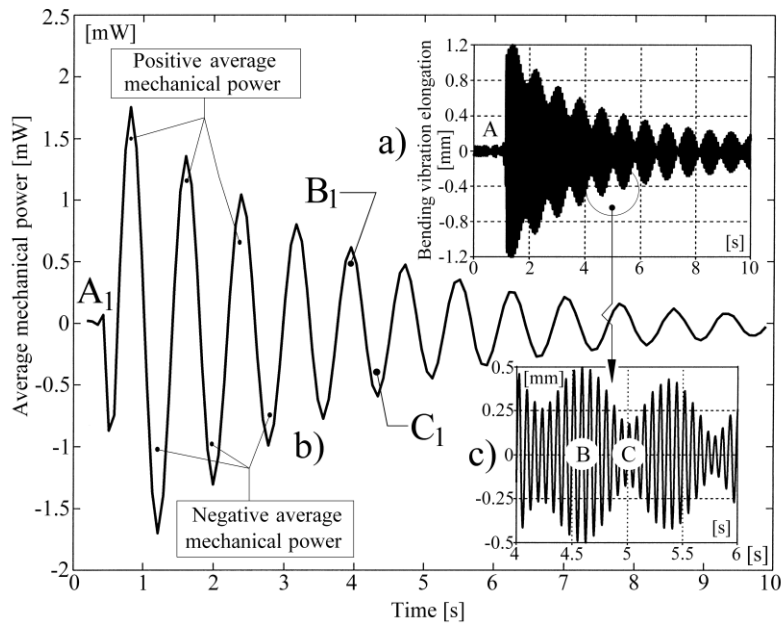 2.5
2
1.5
1
0.5
0
-0.5
-1
-1.5
-2
[mW]
Average mechanical power [mW]
Positive average
mechanical power
A1
B1
C1
b)
Negative average
mechanical power
0 1 2 3 4 5 6 7 8 9 10
[s]
Time [s]
a)
Bending vibration elongation
[mm]
1.2
0.8
0.4
0
-0.4
-0.8
-1.2
A
[s]
0 2 4 6 8 10
c)
0.5
0.25
0
-0.25
-0.5
[mm]
B
C
[s]
4 4.5 5 5.5 6